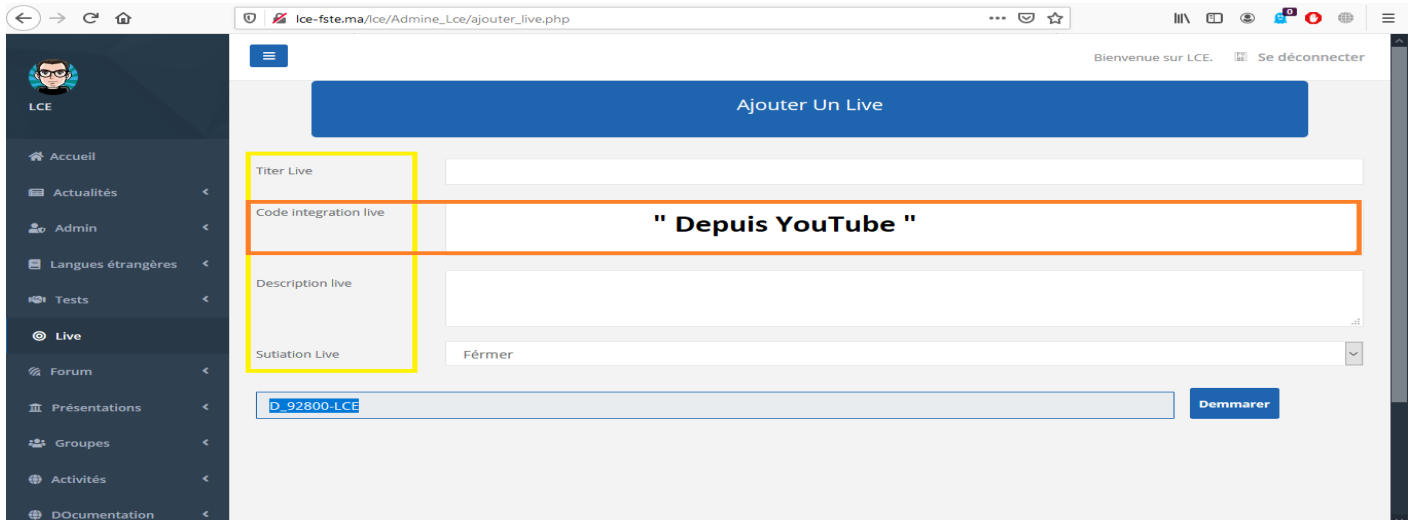 lce-fste.ma/lce/Admine_Lce/ajouter_live.php
0
Bienvenue sur LCE. Se déconnecter
LCE
Ajouter Un Live
Accueil
Actualités
Admin
Langues étrangères
Tests
Live
Forum
Présentations
Groupes
Activités
DOcumentation
Titer Live
Code integration live
" Depuis YouTube "
Description live
Sutiation Live
Férmer
D_92800-LCE
Demmarer